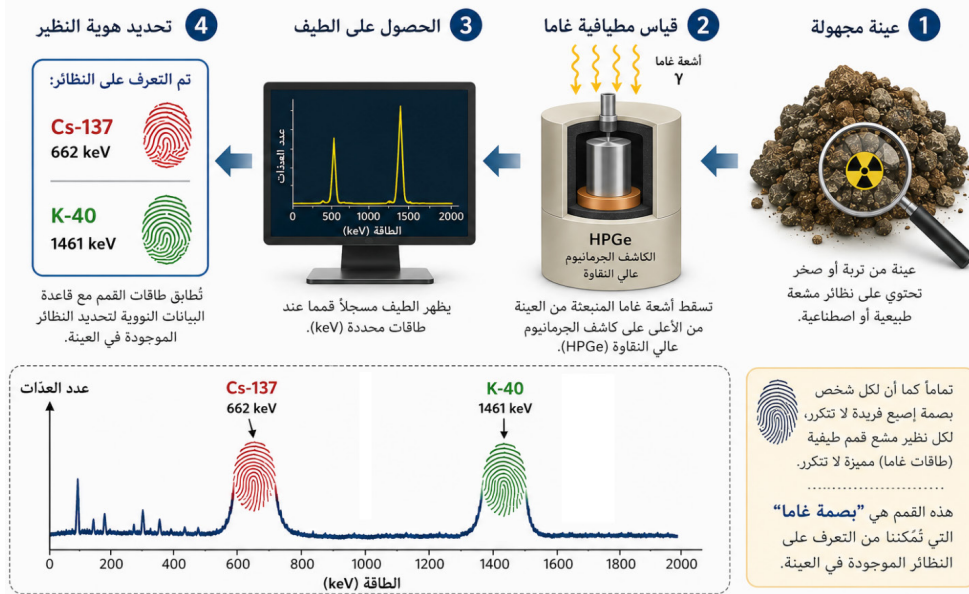 1 عينة مجهولة
عينة من تربة أو صخر
تحتوي على نظائر مشعة
طبيعية أو اصطناعية.
2 قياس مطيافية غاما
أشعة غاما
γ
HPGe
الكاشف الجرمانيوم
عالي النقاوة
تسقط أشعة غاما المنبعثة من العينة
من الأعلى على كاشف الجرمانيوم
عالي النقاوة (HPGe).
3 الحصول على الطيف
عدد العدّات
0 500 1000 1500 2000
الطاقة (keV)
يظهر الطيف مسجلاً قمما عند
طاقات محددة (keV).
4 تحديد هوية النظير
تم التعرف على النظائر:
Cs-137
662 keV
K-40
1461 keV
تُطابق طاقات القمم مع قاعدة
البيانات النووية لتحديد النظائر
الموجودة في العينة.
تماماً كما أن لكل شخص
بصمة إصبع فريدة لا تتكرر،
لكل نظير مشع قمم طيفية
(طاقات غاما) مميزة لا تتكرر.
هذه القمم هي ”بصمة غاما“
التي تُمكننا من التعرف على
النظائر الموجودة في العينة.
عدد العدّات
Cs-137
662 keV
K-40
1461 keV
0 200 400 600 800 1000 1200 1400 1600 1800 2000
الطاقة (keV)